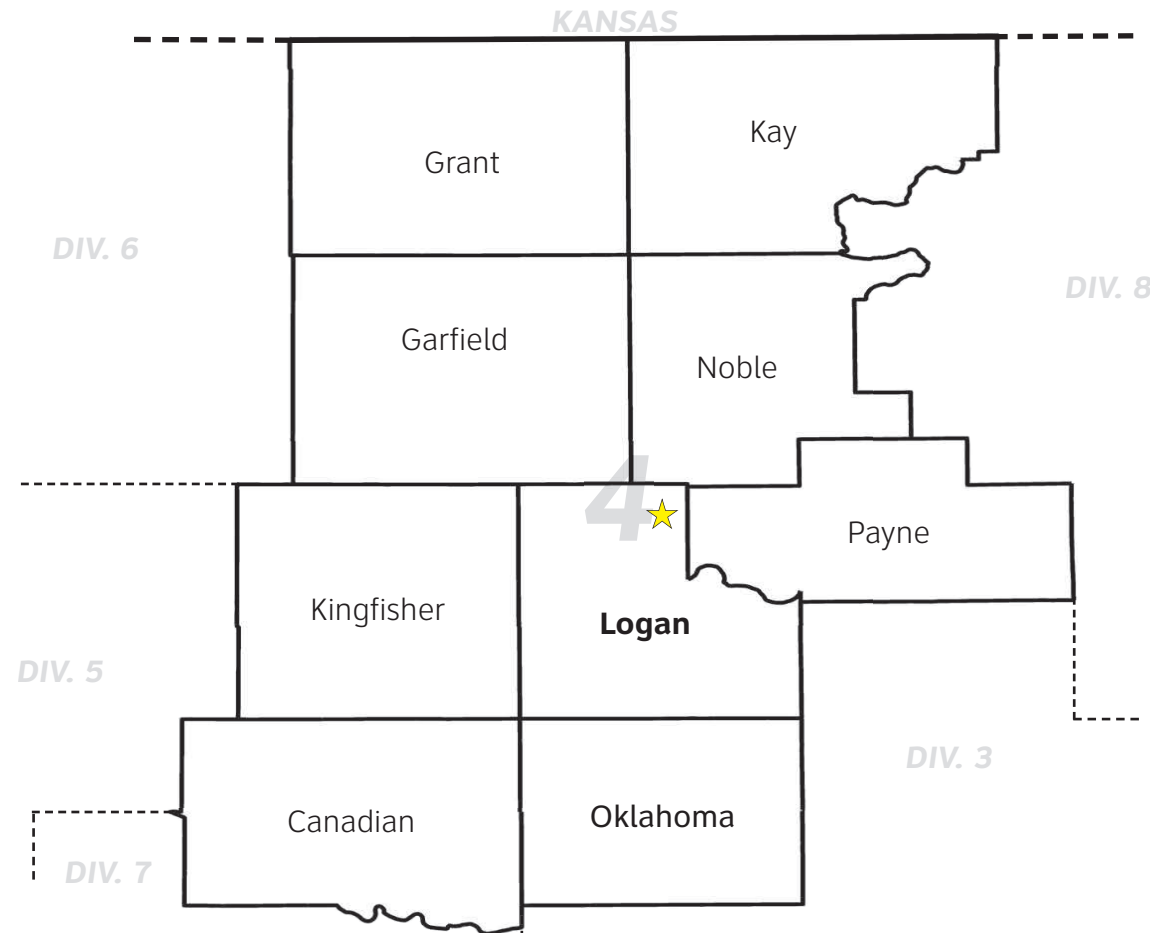 KANSAS
Kay
Grant
DIV. 6
DIV. 8
Garfield
Noble
4
Payne
Kingfisher
Logan
DIV. 5
DIV. 3
Canadian
Oklahoma
DIV. 7